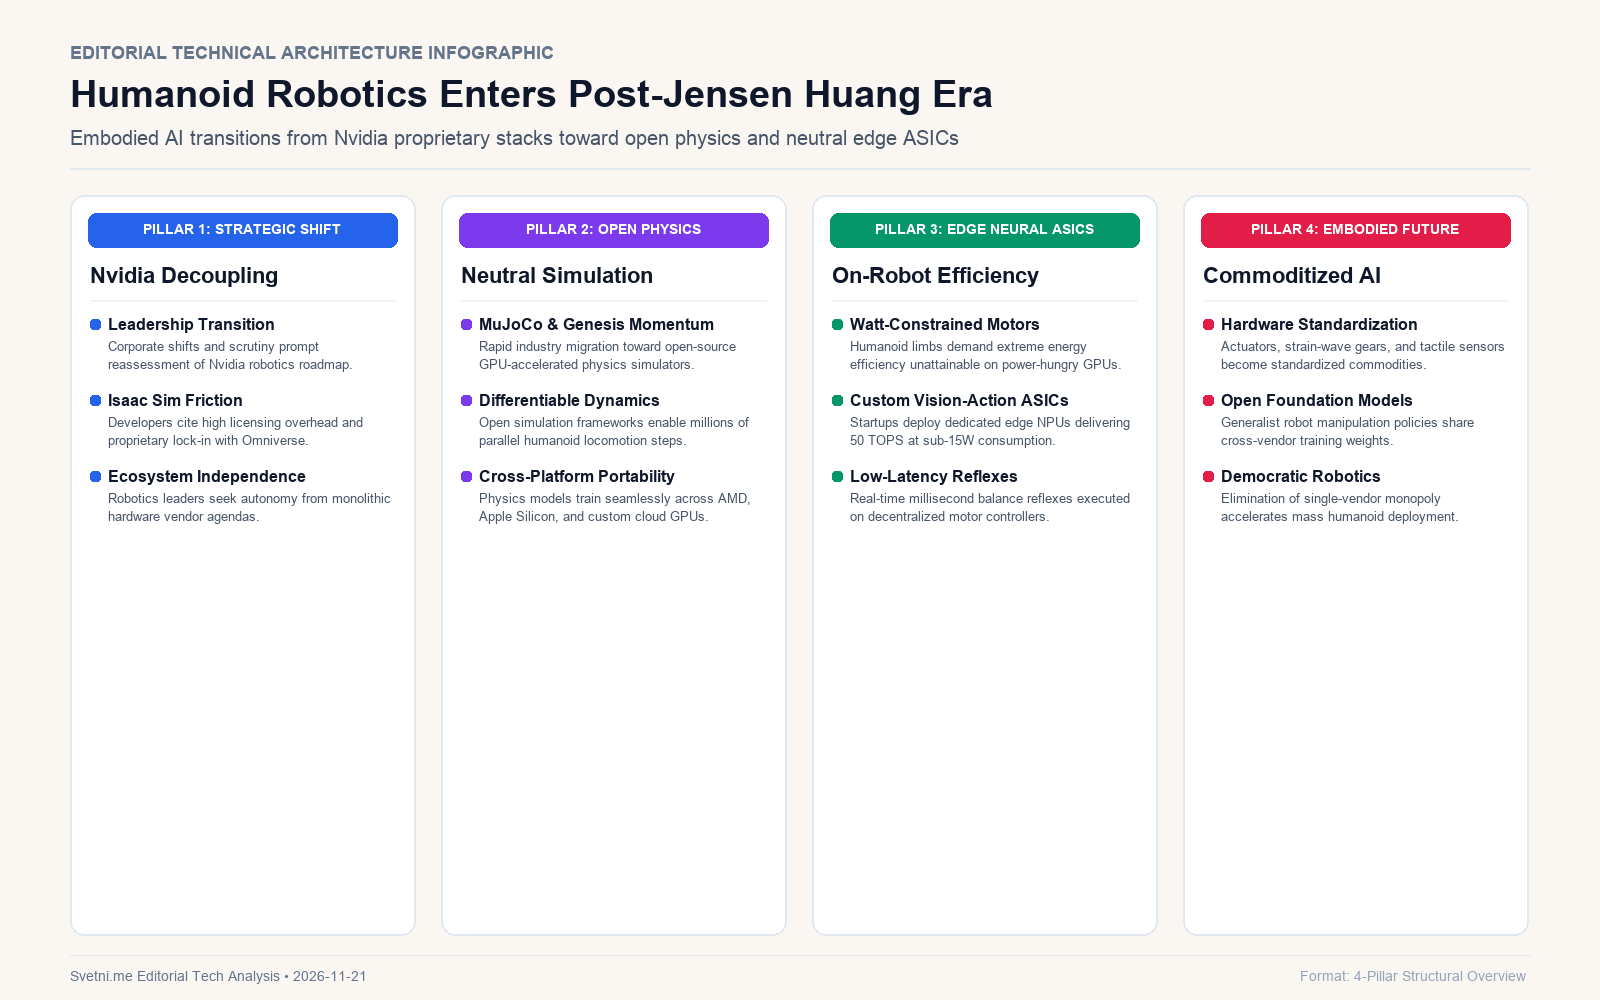 EDITORIAL TECHNICAL ARCHITECTURE INFOGRAPHIC
Humanoid Robotics Enters Post-Jensen Huang Era
Embodied AI transitions from Nvidia proprietary stacks toward open physics and neutral edge ASICs
PILLAR 1: STRATEGIC SHIFT
Nvidia Decoupling
Leadership Transition
Corporate shifts and scrutiny prompt
reassessment of Nvidia robotics roadmap.
Isaac Sim Friction
Developers cite high licensing overhead and
proprietary lock-in with Omniverse.
Ecosystem Independence
Robotics leaders seek autonomy from monolithic
hardware vendor agendas.
PILLAR 2: OPEN PHYSICS
Neutral Simulation
MuJoCo & Genesis Momentum
Rapid industry migration toward open-source
GPU-accelerated physics simulators.
Differentiable Dynamics
Open simulation frameworks enable millions of
parallel humanoid locomotion steps.
Cross-Platform Portability
Physics models train seamlessly across AMD,
Apple Silicon, and custom cloud GPUs.
PILLAR 3: EDGE NEURAL ASICS
On-Robot Efficiency
Watt-Constrained Motors
Humanoid limbs demand extreme energy
efficiency unattainable on power-hungry GPUs.
Custom Vision-Action ASICs
Startups deploy dedicated edge NPUs delivering
50 TOPS at sub-15W consumption.
Low-Latency Reflexes
Real-time millisecond balance reflexes executed
on decentralized motor controllers.
PILLAR 4: EMBODIED FUTURE
Commoditized AI
Hardware Standardization
Actuators, strain-wave gears, and tactile sensors
become standardized commodities.
Open Foundation Models
Generalist robot manipulation policies share
cross-vendor training weights.
Democratic Robotics
Elimination of single-vendor monopoly
accelerates mass humanoid deployment.
Svetni.me Editorial Tech Analysis • 2026-11-21
Format: 4-Pillar Structural Overview